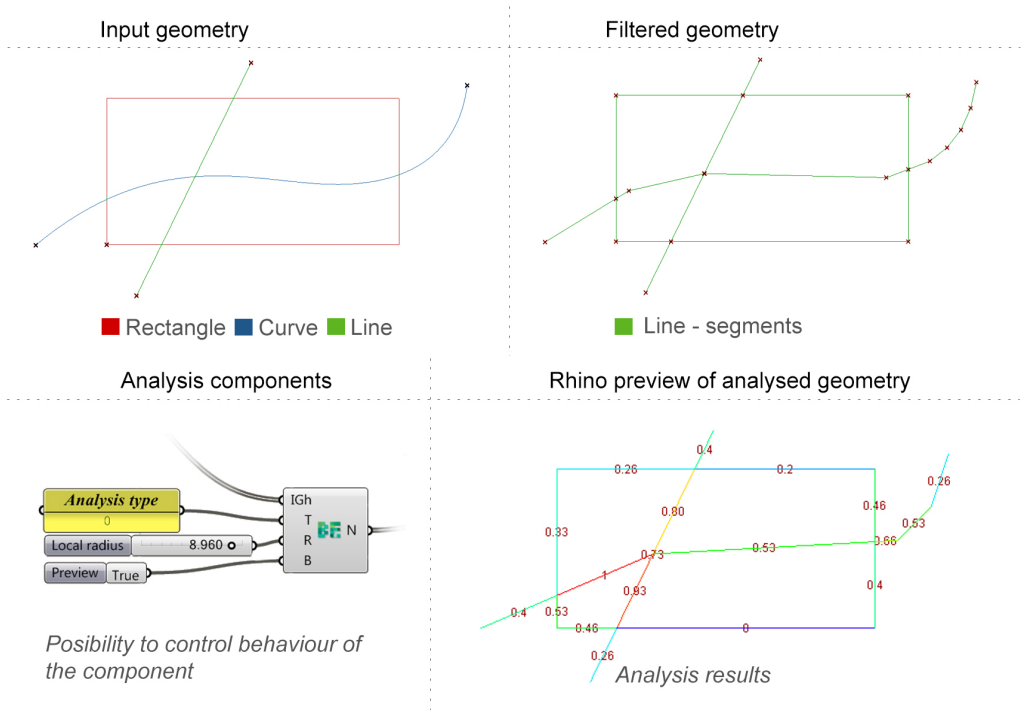 Input geometry
Filtered geometry
Rectangle Curve Line
Line - segments
Analysis components
Rhino preview of analysed geometry
Analysis type
0
Local radius 8.960
Preview True
IGh
T
R
B
BE N
Posibility to control behaviour of
the component
0.4
0.26 0.2
0.26
0.46
0.80
0.53
0.33
0.66
0.73 0.53
1
0.93
0.4
0.4 0.53
0.46 0
0.26
Analysis results